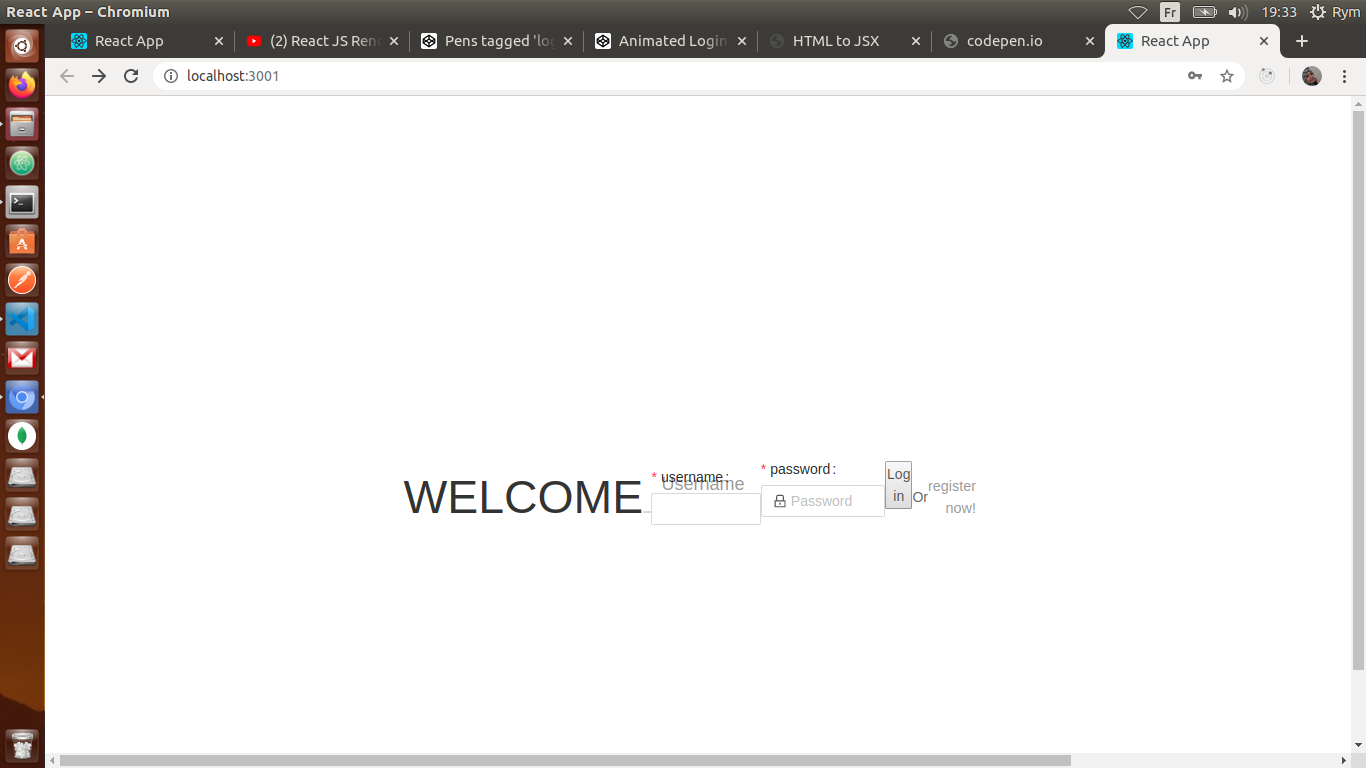 React App – Chromium
Fr
19:33
Rym
React App
(2) React JS Ren
Pens tagged 'log
Animated Login
HTML to JSX
codepen.io
React App
localhost:3001
WELCOME
* username :
Username
* password :
Password
Log
in
Or
register
now!